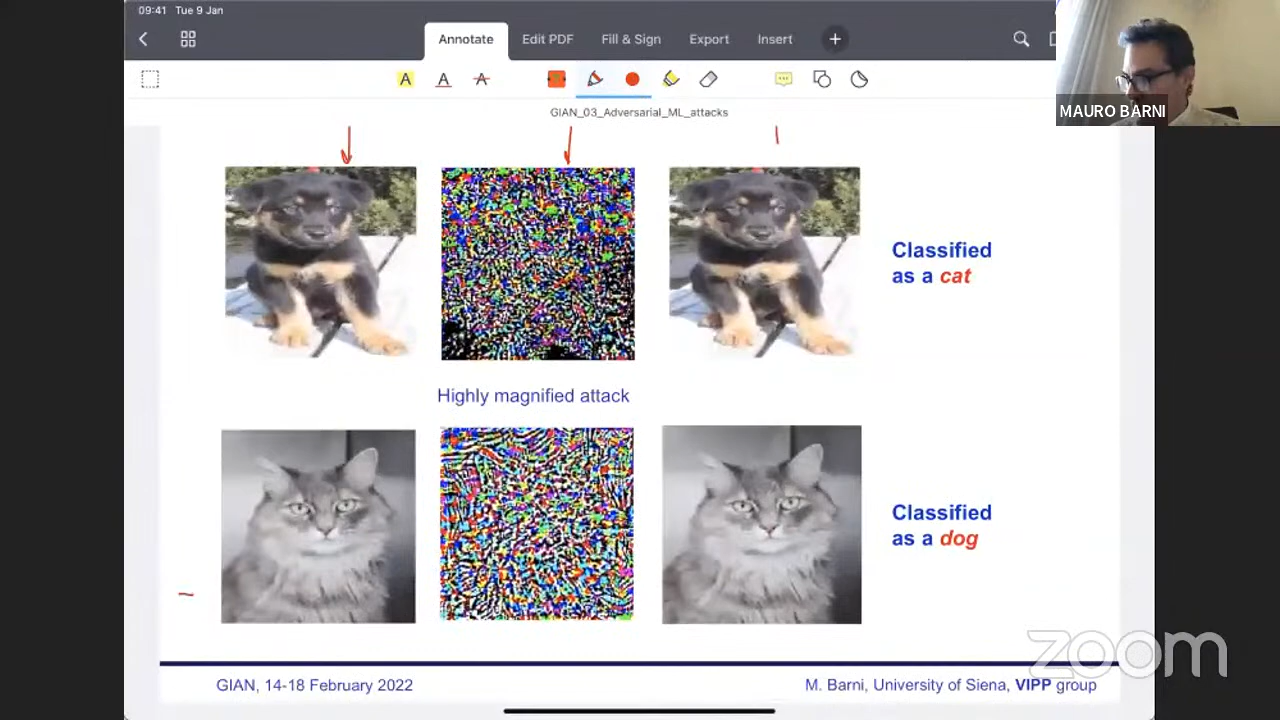 09:41 Tue 9 Jan
Annotate
Edit PDF
Fill & Sign
Export
Insert
A
A
A
GIAN_03_Adversarial_ML_attacks
MAURO BARNI
Classified
as a cat
Highly magnified attack
Classified
as a dog
zoom
GIAN, 14-18 February 2022
M. Barni, University of Siena, VIPP group